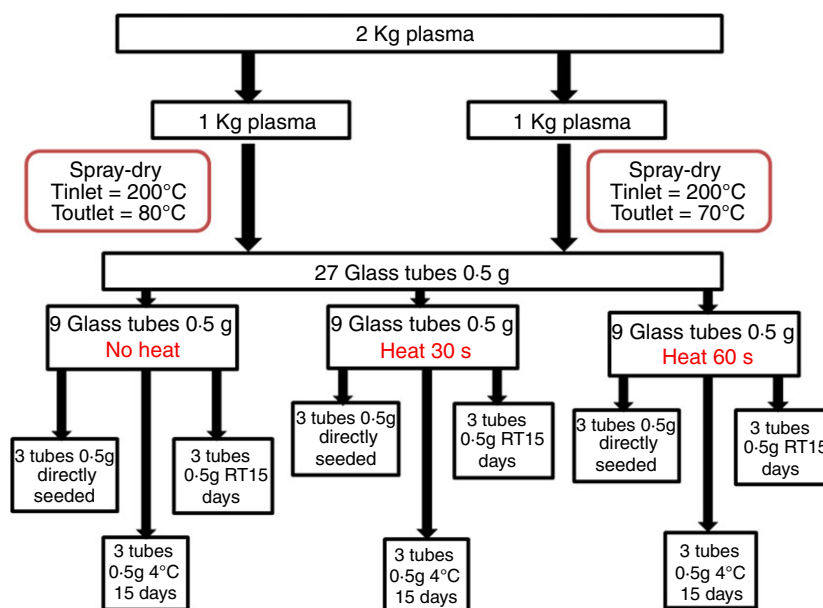 2 Kg plasma
1 Kg plasma
1 Kg plasma
Spray-dry
Tinlet = 200°C
Toutlet = 80°C
Spray-dry
Tinlet = 200°C
Toutlet = 70°C
27 Glass tubes 0·5 g
9 Glass tubes 0·5 g
No heat
9 Glass tubes 0·5 g
Heat 30 s
9 Glass tubes 0·5 g
Heat 60 s
3 tubes 0·5g
directly
seeded
3 tubes
0·5g RT15
days
3 tubes 0·5g
directly
seeded
3 tubes
0·5g RT15
days
3 tubes 0·5g
directly
seeded
3 tubes
0·5g RT15
days
3 tubes
0·5g 4°C
15 days
3 tubes
0·5g 4°C
15 days
3 tubes
0·5g 4°C
15 days